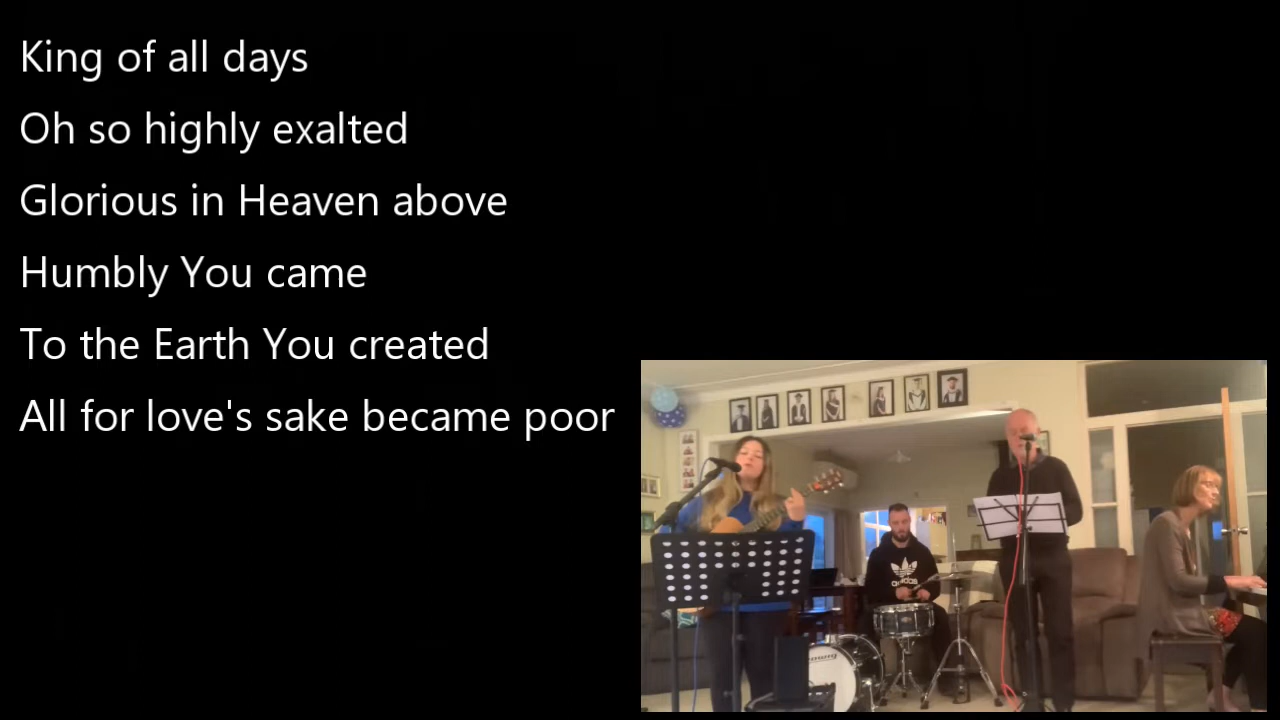 King of all days
Oh so highly exalted
Glorious in Heaven above
Humbly You came
To the Earth You created
All for love's sake became poor
adidas